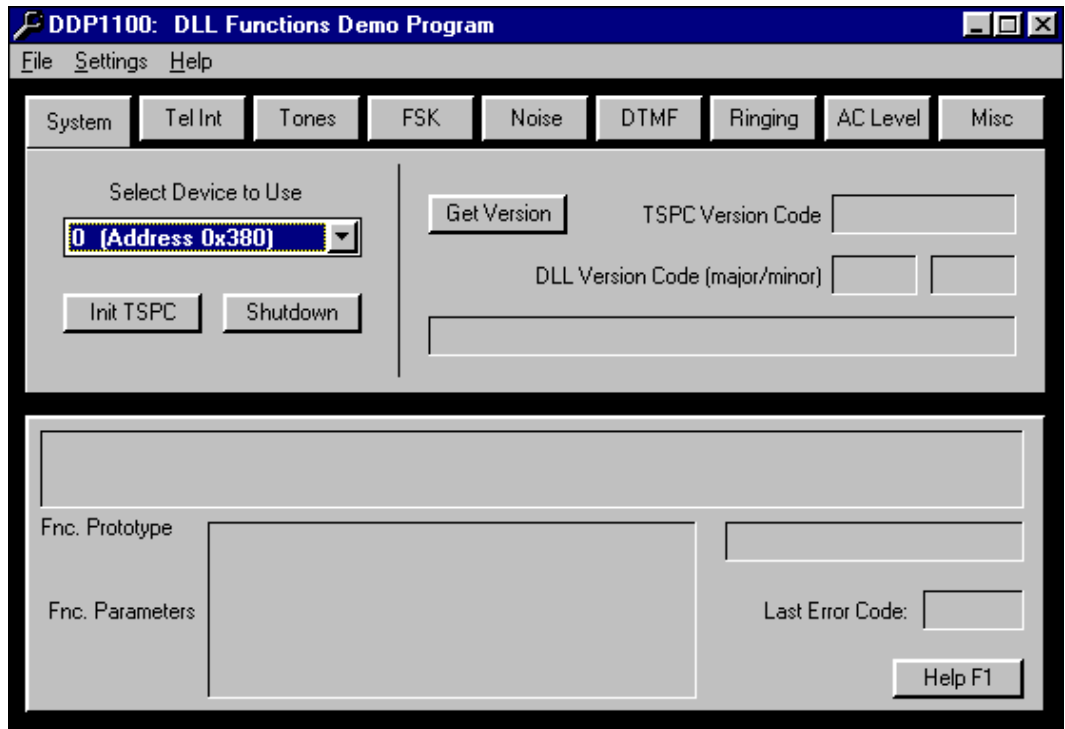 DDP1100: DLL Functions Demo Program
File Settings Help
System Tel Int Tones FSK Noise DTMF Ringing AC Level Misc
Select Device to Use
0 (Address 0x380)
Init TSPC Shutdown
Get Version TSPC Version Code
DLL Version Code (major/minor)
Fnc. Prototype
Fnc. Parameters
Last Error Code:
Help F1